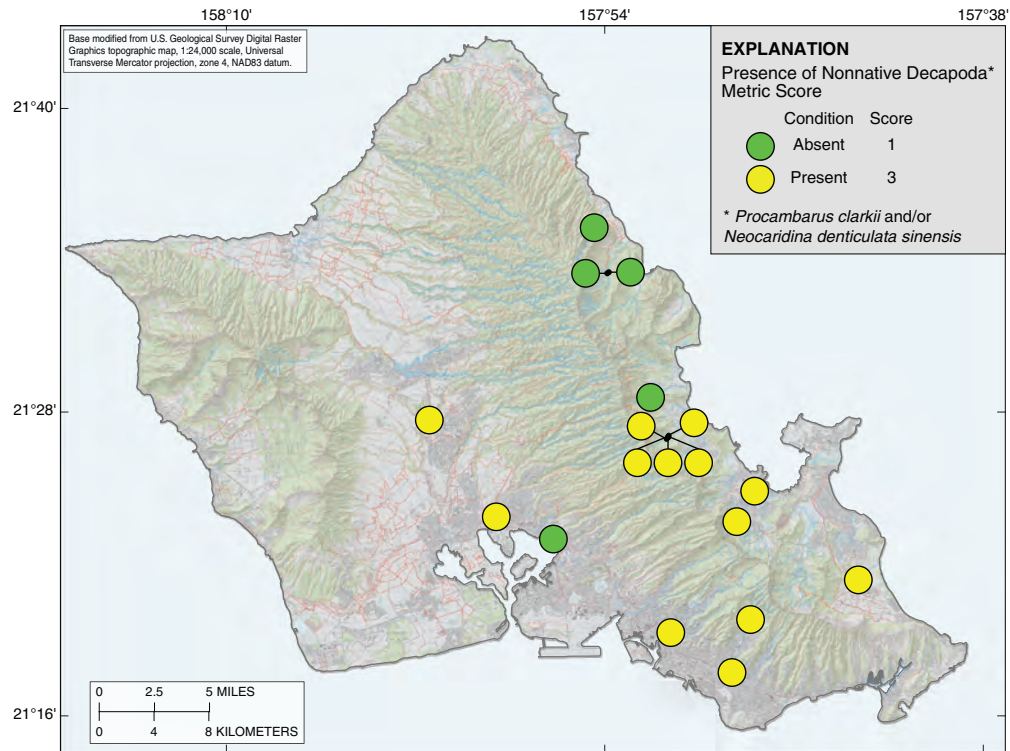 158°10'
157°54'
157°38'
Base modified from U.S. Geological Survey Digital Raster
Graphics topographic map, 1:24,000 scale, Universal
Transverse Mercator projection, zone 4, NAD83 datum.
EXPLANATION
Presence of Nonnative Decapoda*
Metric Score
Condition Score
Absent 1
Present 3
* Procambarus clarkii and/or
Neocaridina denticulata sinensis
21°40'
21°28'
21°16'
0 2.5 5 MILES
0 4 8 KILOMETERS